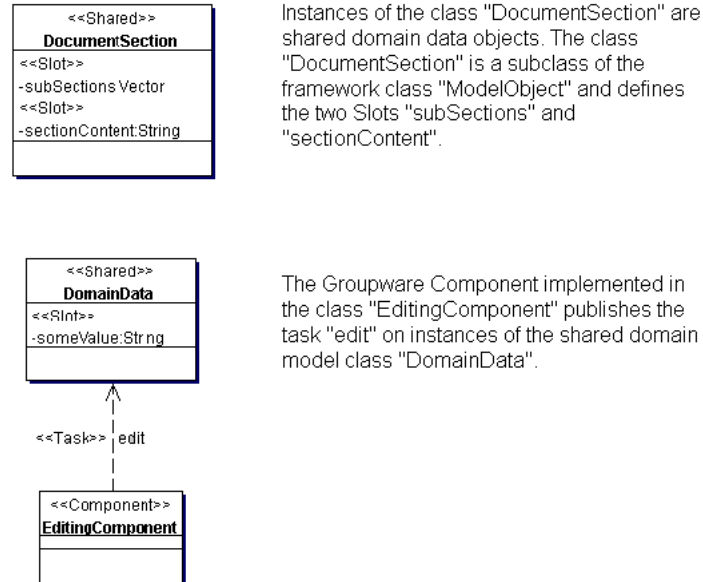 <<Shared>>
DocumentSection
<<Slot>>
-subSections Vector
<<Slot>>
-sectionContent:String
Instances of the class "DocumentSection" are
shared domain data objects. The class
"DocumentSection" is a subclass of the
framework class "ModelObject" and defines
the two Slots "subSections" and
"sectionContent".
<<Shared>>
DomainData
<<Slot>>
-someValue:String
<<Task>> edit
<<Component>>
EditingComponent
The Groupware Component implemented in
the class "EditingComponent" publishes the
task "edit" on instances of the shared domain
model class "DomainData".